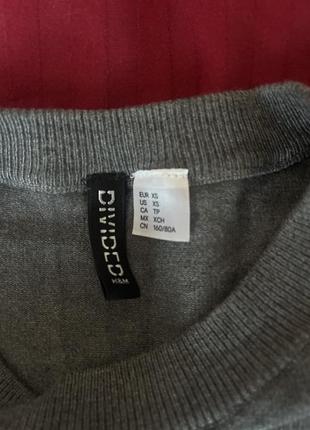 DIVIDED
H&M
EUR XS
US XS
CA TP
MX XCH
CN 160/80A